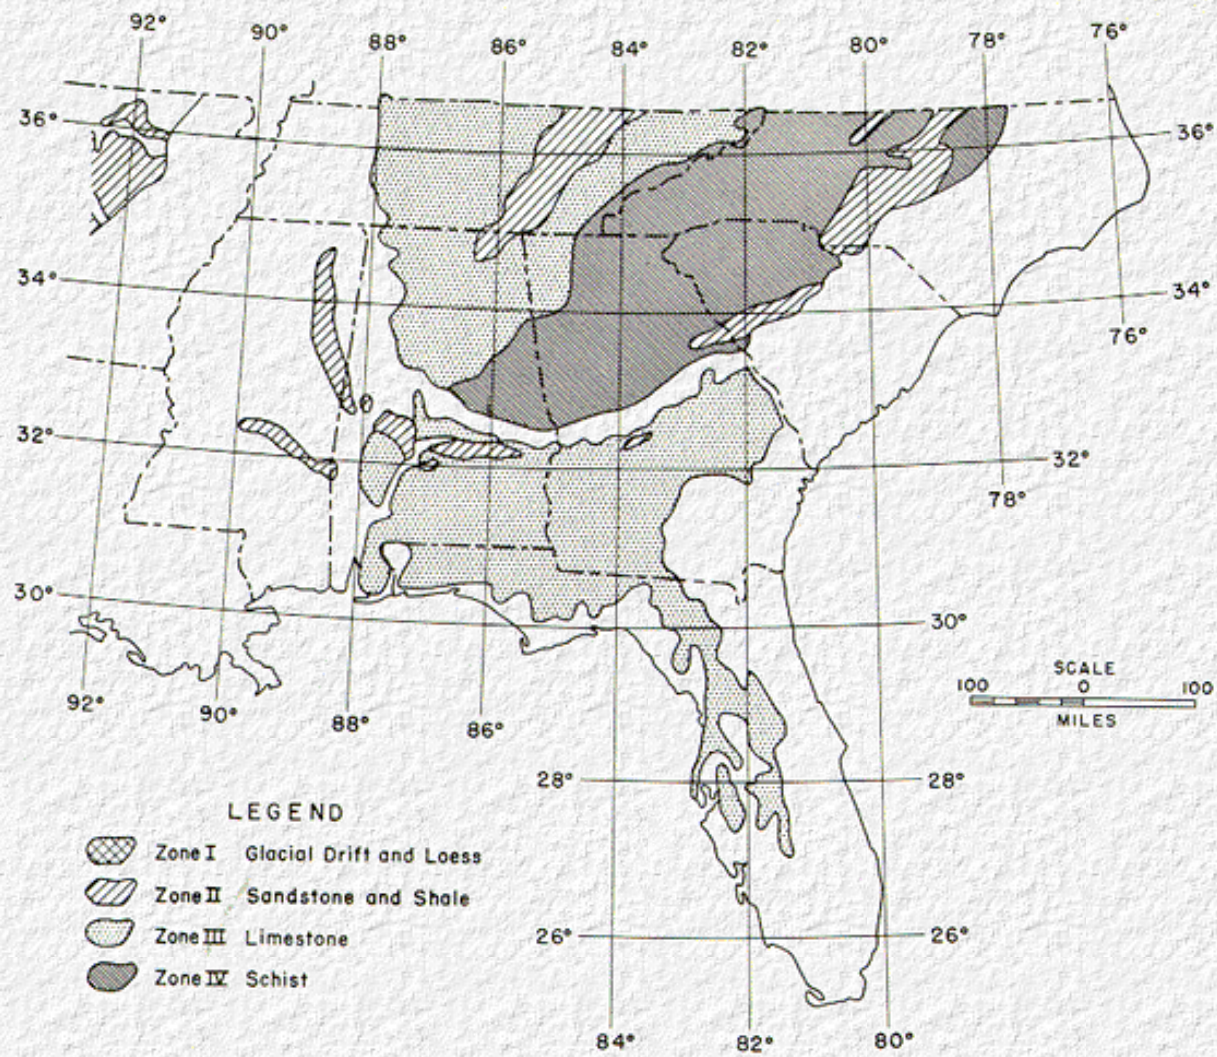 92° 90° 88° 86° 84° 82° 80° 78° 76°
36° 36°
34° 34°
76°
32° 32°
78°
30° 30°
92° 90° 88° 86°
SCALE
100 0 100
MILES
28° 28°
LEGEND
Zone I Glacial Drift and Loess
Zone II Sandstone and Shale
Zone III Limestone
Zone IV Schist
26° 26°
84° 82° 80°